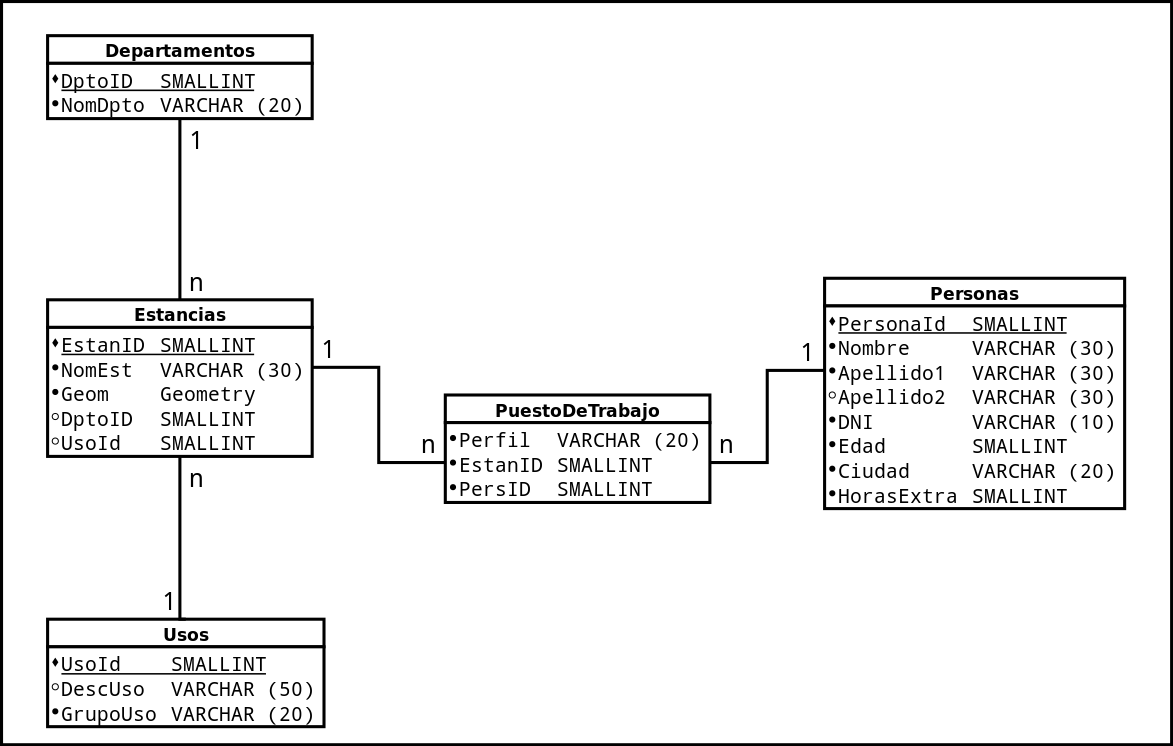 Departamentos
DptoID SMALLINT
NomDpto VARCHAR (20)
1
n
Estancias
EstanID SMALLINT
NomEst VARCHAR (30)
Geom Geometry
DptoID SMALLINT
UsoId SMALLINT
1
n
n
PuestoDeTrabajo
Perfil VARCHAR (20)
EstanID SMALLINT
PersID SMALLINT
n
1
Personas
PersonaId SMALLINT
Nombre VARCHAR (30)
Apellido1 VARCHAR (30)
Apellido2 VARCHAR (30)
DNI VARCHAR (10)
Edad SMALLINT
Ciudad VARCHAR (20)
HorasExtra SMALLINT
1
Usos
UsoId SMALLINT
DescUso VARCHAR (50)
GrupoUso VARCHAR (20)